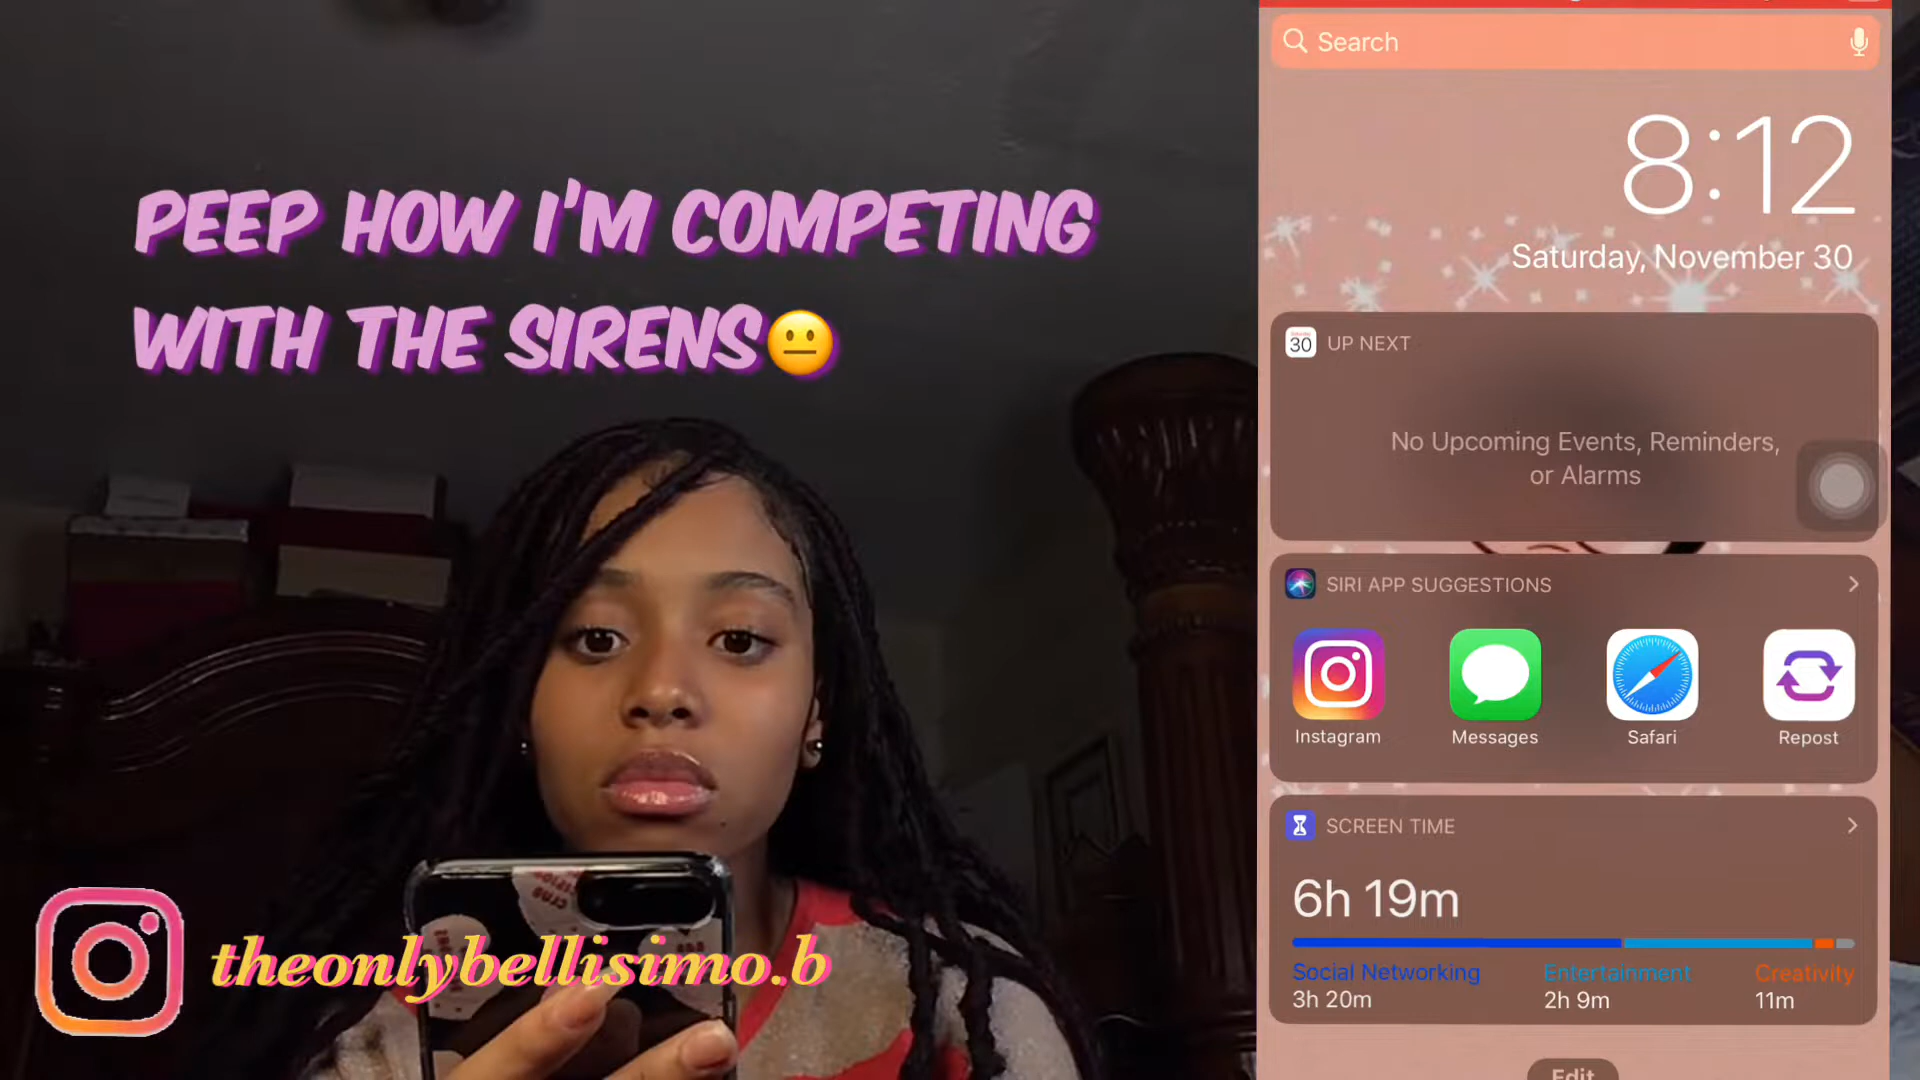 PEEP HOW I'M COMPETING
WITH THE SIRENS😐
theonlybellisimo.b
Search
8:12
Saturday, November 30
30 UP NEXT
No Upcoming Events, Reminders,
or Alarms
SIRI APP SUGGESTIONS
Instagram Messages Safari Repost
SCREEN TIME
6h 19m
Social Networking Entertainment Creativity
3h 20m 2h 9m 11m
Edit